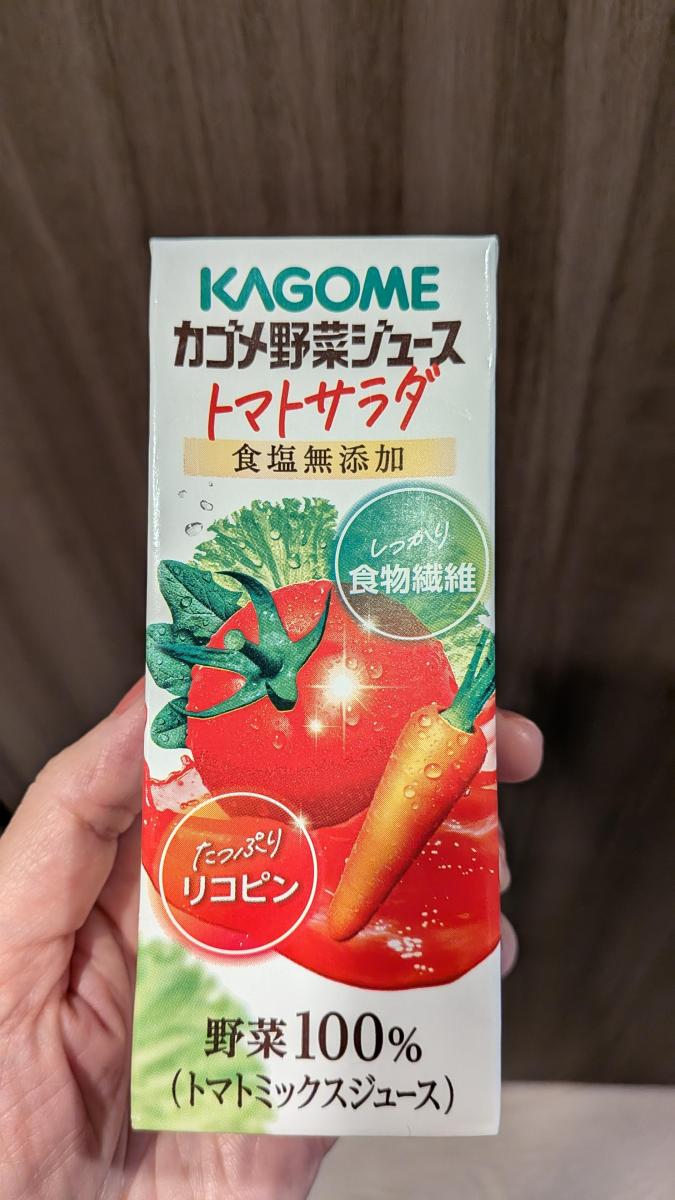 KAGOME
カゴメ野菜ジュース
トマトサラダ
食塩無添加
しっかり
食物繊維
たっぷり
リコピン
野菜100%
(トマトミックスジュース)